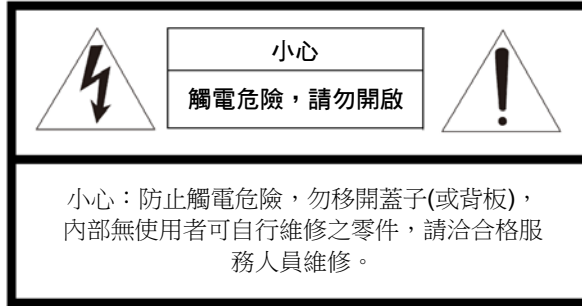 小心
觸電危險，請勿開啟
小心：防止觸電危險，勿移開蓋子(或背板)，
內部無使用者可自行維修之零件，請洽合格服
務人員維修。